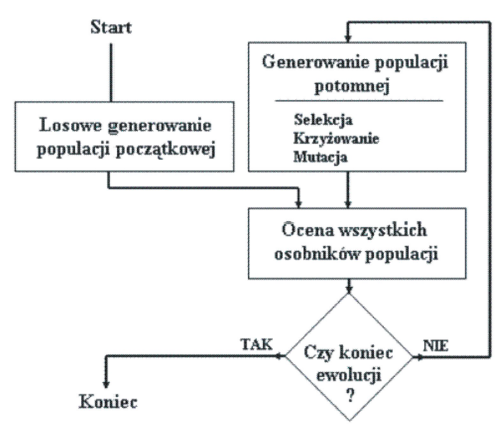 Start
Losowe generowanie
populacji początkowej
Generowanie populacji
potomnej
Selekcja
Krzyżowanie
Mutacja
Ocena wszystkich
osobników populacji
Czy koniec
ewolucji
?
TAK
NIE
Koniec